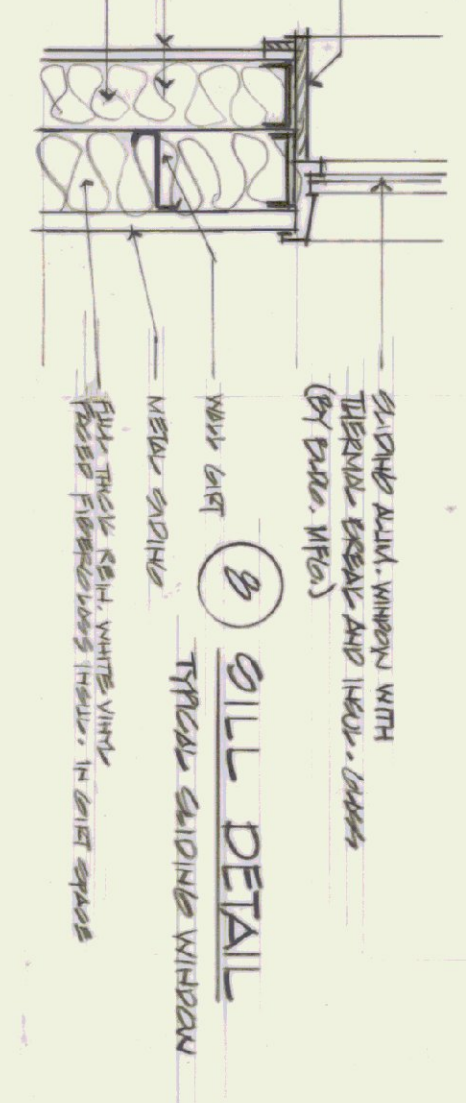 SLIDING ALUM. WINDOW WITH
THERMAL BREAK AND INSUL. GLASS
(BY BLDG. MFG.)
WALL GIRT
METAL SIDING
FULL THICK REIN. WHITE VINYL
FACED FIBERGLASS INSUL. IN GIRT SPACE
8
SILL DETAIL
TYPICAL SLIDING WINDOW